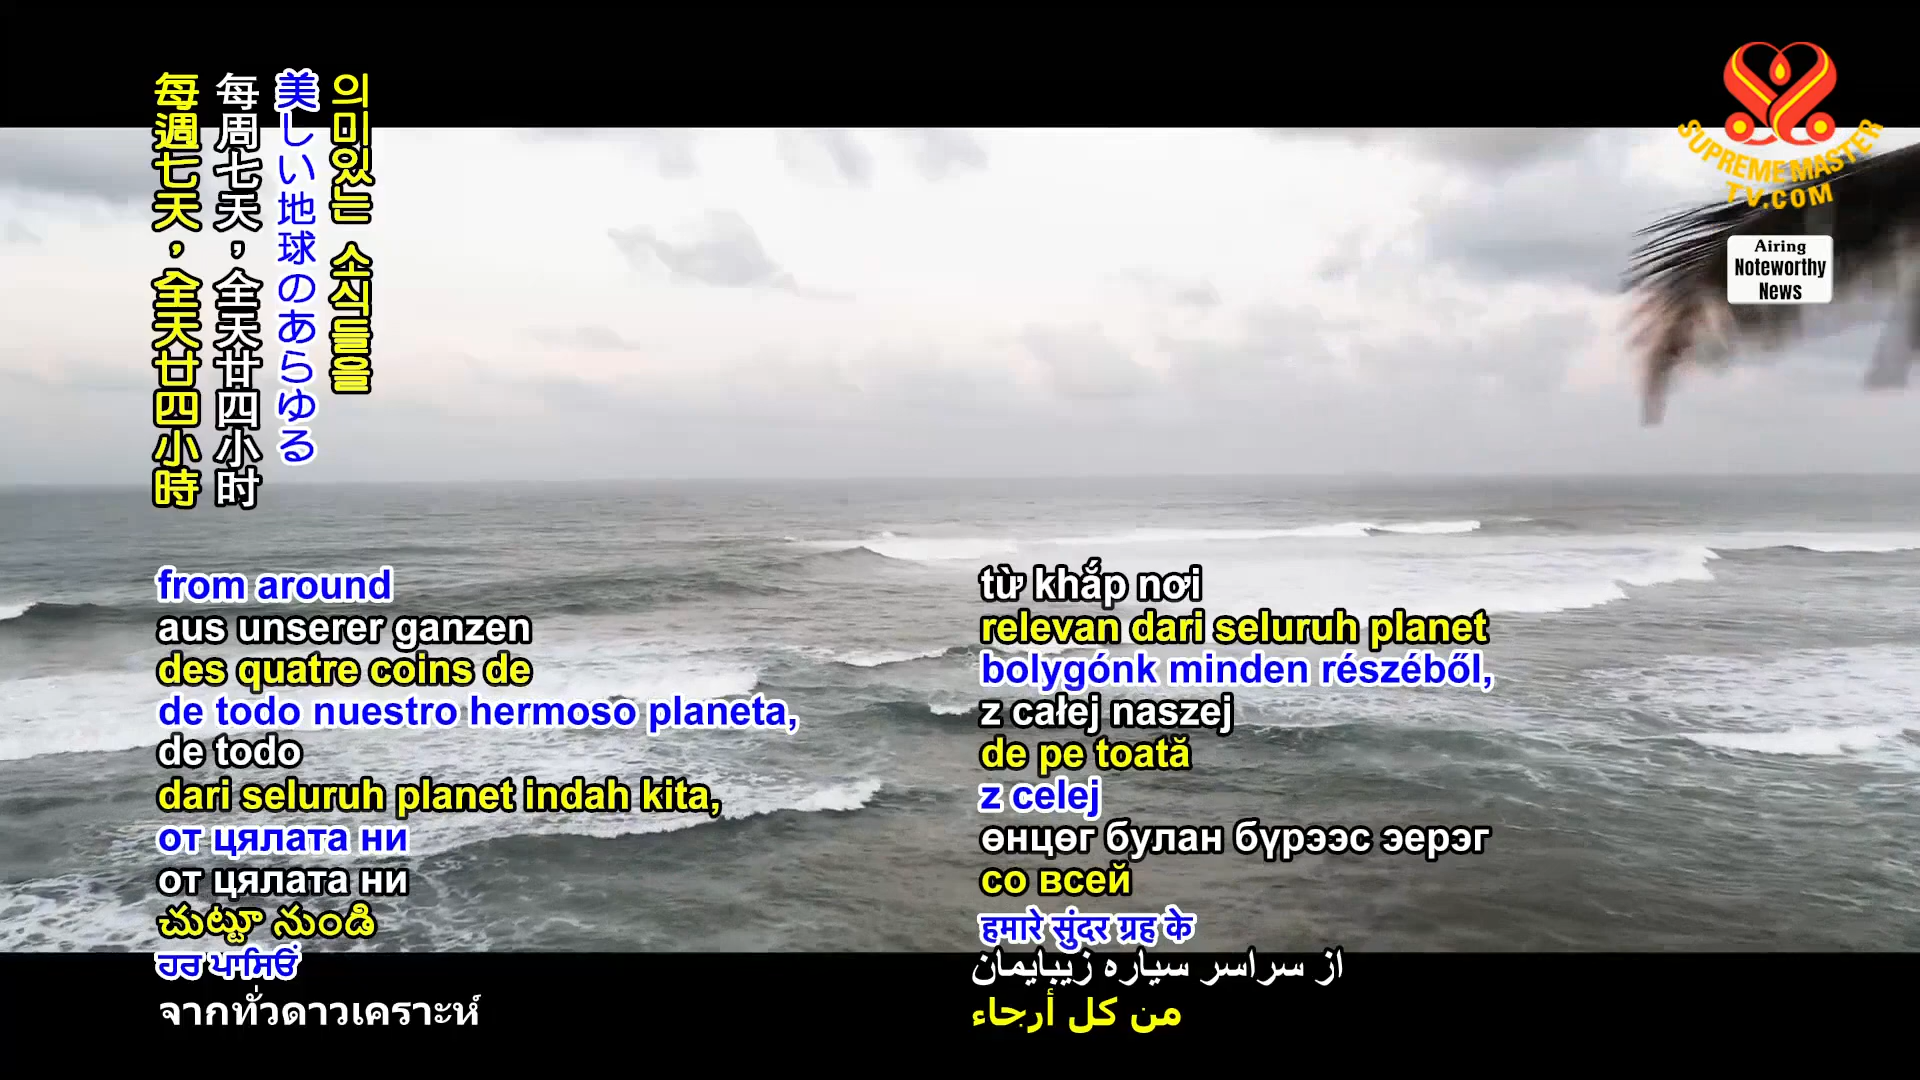 每週七天，全天廿四小時
每周七天，全天廿四小时
美しい地球のあらゆる
의미있는 소식들을
SUPREME MASTER
TV.COM
Airing
Noteworthy
News
from around
aus unserer ganzen
des quatre coins de
de todo nuestro hermoso planeta,
de todo
dari seluruh planet indah kita,
от цялата ни
от цялата ни
చుట్టూ నుండి
ਹਰ ਪਾਸਿਓਂ
จากทั่วดาวเคราะห์
từ khắp nơi
relevan dari seluruh planet
bolygónk minden részéből,
z całej naszej
de pe toată
z celej
өнцөг булан бүрээс эерэг
со всей
हमारे सुंदर ग्रह के
از سراسر سیاره زیبایمان
من كل أرجاء